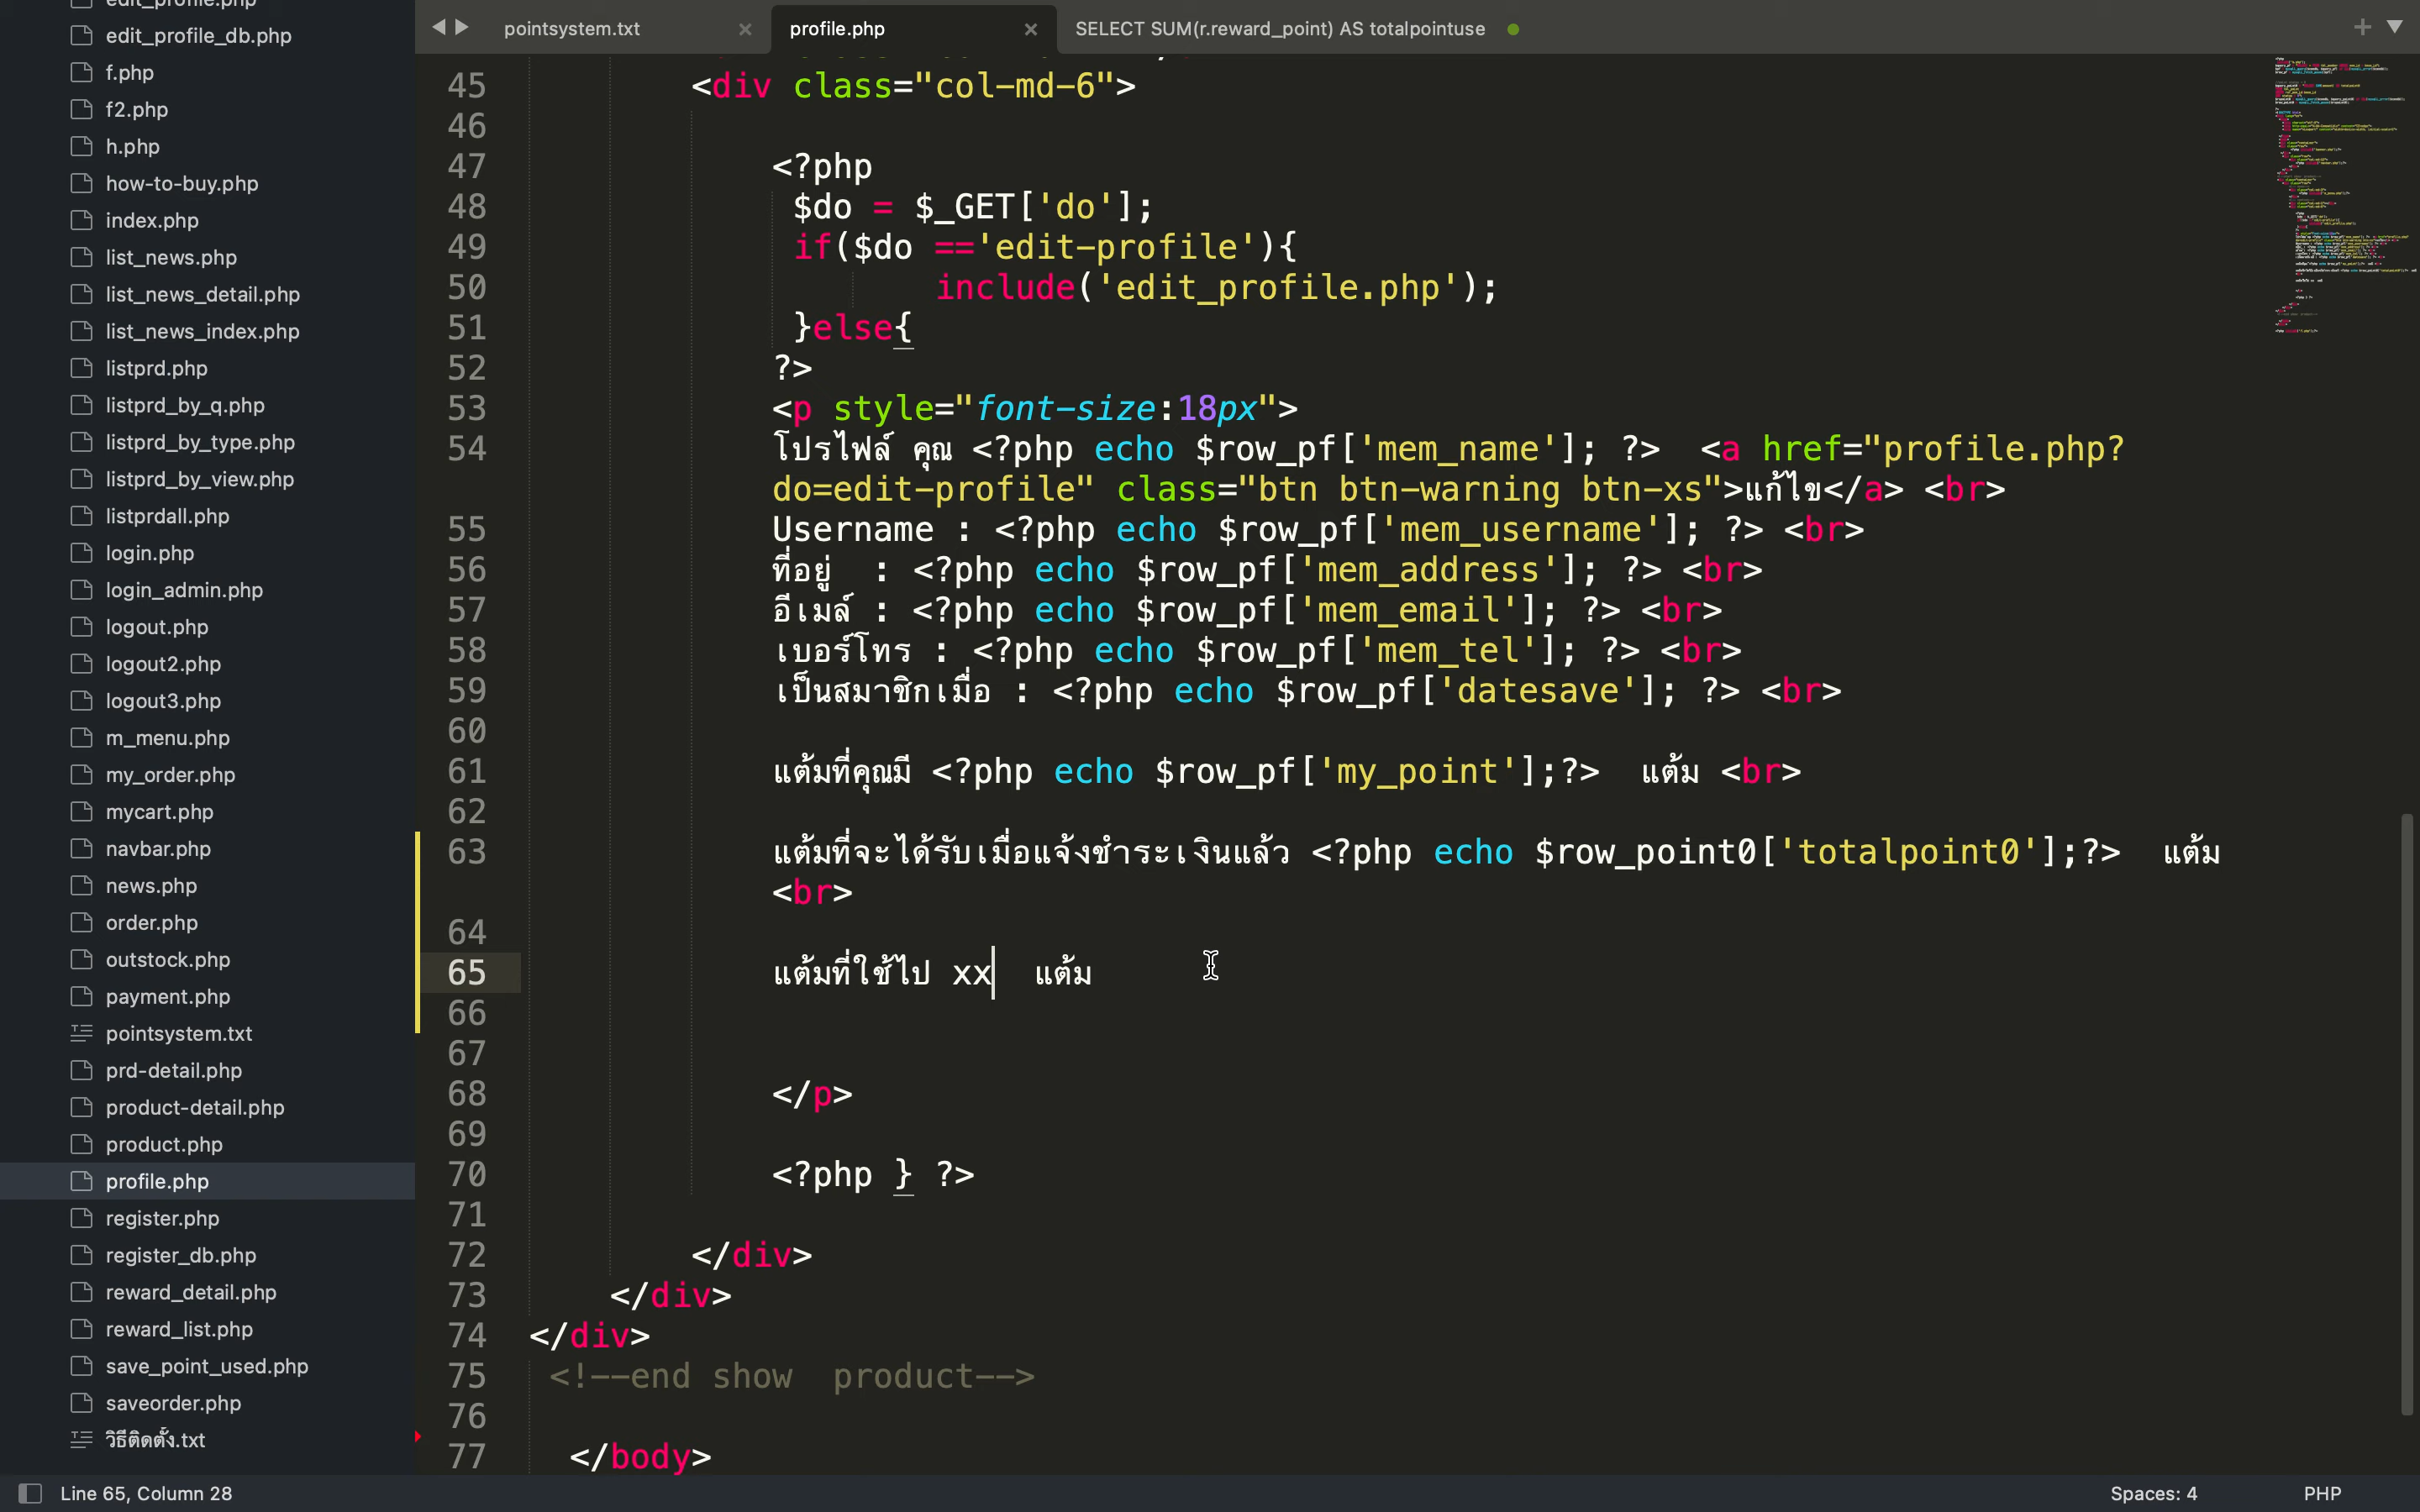 edit_profile_db.php
f.php
f2.php
h.php
how-to-buy.php
index.php
list_news.php
list_news_detail.php
list_news_index.php
listprd.php
listprd_by_q.php
listprd_by_type.php
listprd_by_view.php
listprdall.php
login.php
login_admin.php
logout.php
logout2.php
logout3.php
m_menu.php
my_order.php
mycart.php
navbar.php
news.php
order.php
outstock.php
payment.php
pointsystem.txt
prd-detail.php
product-detail.php
product.php
profile.php
register.php
register_db.php
reward_detail.php
reward_list.php
save_point_used.php
saveorder.php
วิธีติดตั้ง.txt
pointsystem.txt
profile.php
SELECT SUM(r.reward_point) AS totalpointuse
45 <div class="col-md-6">
46
47 <?php
48 $do = $_GET['do'];
49 if($do =='edit-profile'){
50 include('edit_profile.php');
51 }else{
52 ?>
53 <p style="font-size:18px">
54 โปรไฟล์ คุณ <?php echo $row_pf['mem_name']; ?> <a href="profile.php?
do=edit-profile" class="btn btn-warning btn-xs">แก้ไข</a> <br>
55 Username : <?php echo $row_pf['mem_username']; ?> <br>
56 ที่อยู่ : <?php echo $row_pf['mem_address']; ?> <br>
57 อีเมล์ : <?php echo $row_pf['mem_email']; ?> <br>
58 เบอร์โทร : <?php echo $row_pf['mem_tel']; ?> <br>
59 เป็นสมาชิกเมื่อ : <?php echo $row_pf['datesave']; ?> <br>
60
61 แต้มที่คุณมี <?php echo $row_pf['my_point'];?> แต้ม <br>
62
63 แต้มที่จะได้รับเมื่อแจ้งชำระเงินแล้ว <?php echo $row_point0['totalpoint0'];?> แต้ม
<br>
64
65 แต้มที่ใช้ไป xx แต้ม
66
67
68 </p>
69
70 <?php } ?>
71
72 </div>
73 </div>
74 </div>
75 <!--end show product-->
76
77 </body>
Line 65, Column 28
Spaces: 4
PHP